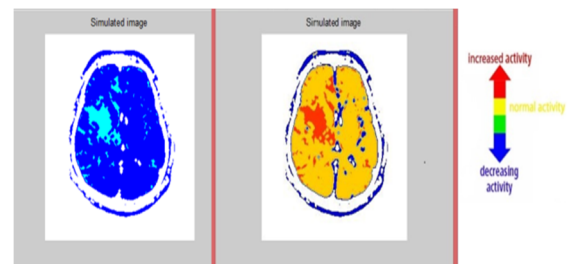 Simulated image
Simulated image
increased activity
normal activity
decreasing
activity